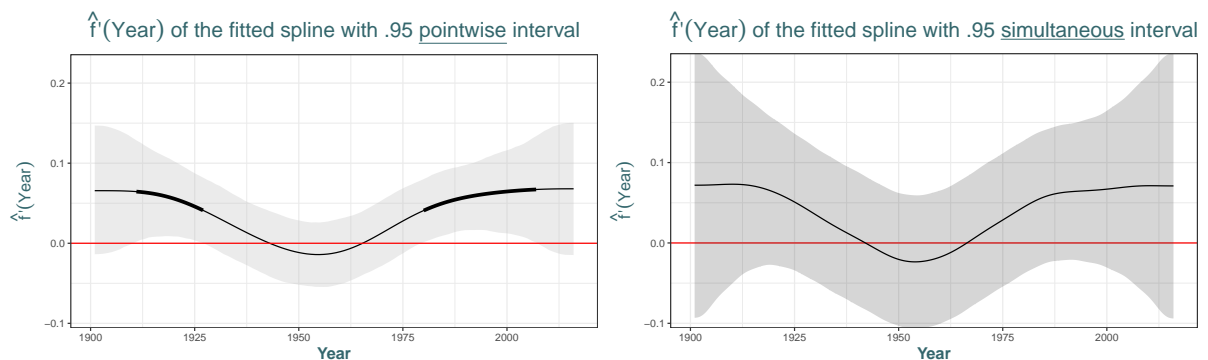 f̂'(Year) of the fitted spline with .95 pointwise interval
f̂'(Year)
0.2
0.1
0.0
−0.1
1900 1925 1950 1975 2000
Year
f̂'(Year) of the fitted spline with .95 simultaneous interval
f̂'(Year)
0.2
0.1
0.0
−0.1
1900 1925 1950 1975 2000
Year